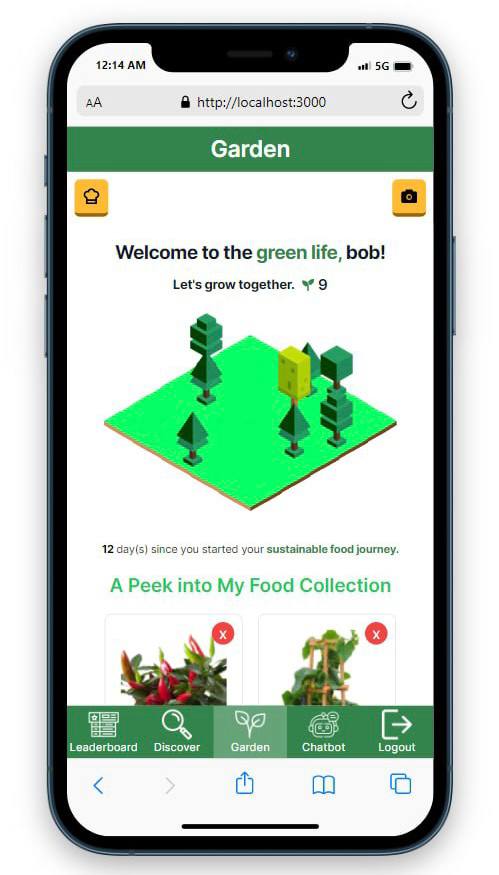 12:14 AM 5G
AA http://localhost:3000
Garden
Welcome to the green life, bob!
Let's grow together. 9
12 day(s) since you started your sustainable food journey.
A Peek into My Food Collection
X X
Leaderboard Discover Garden Chatbot Logout